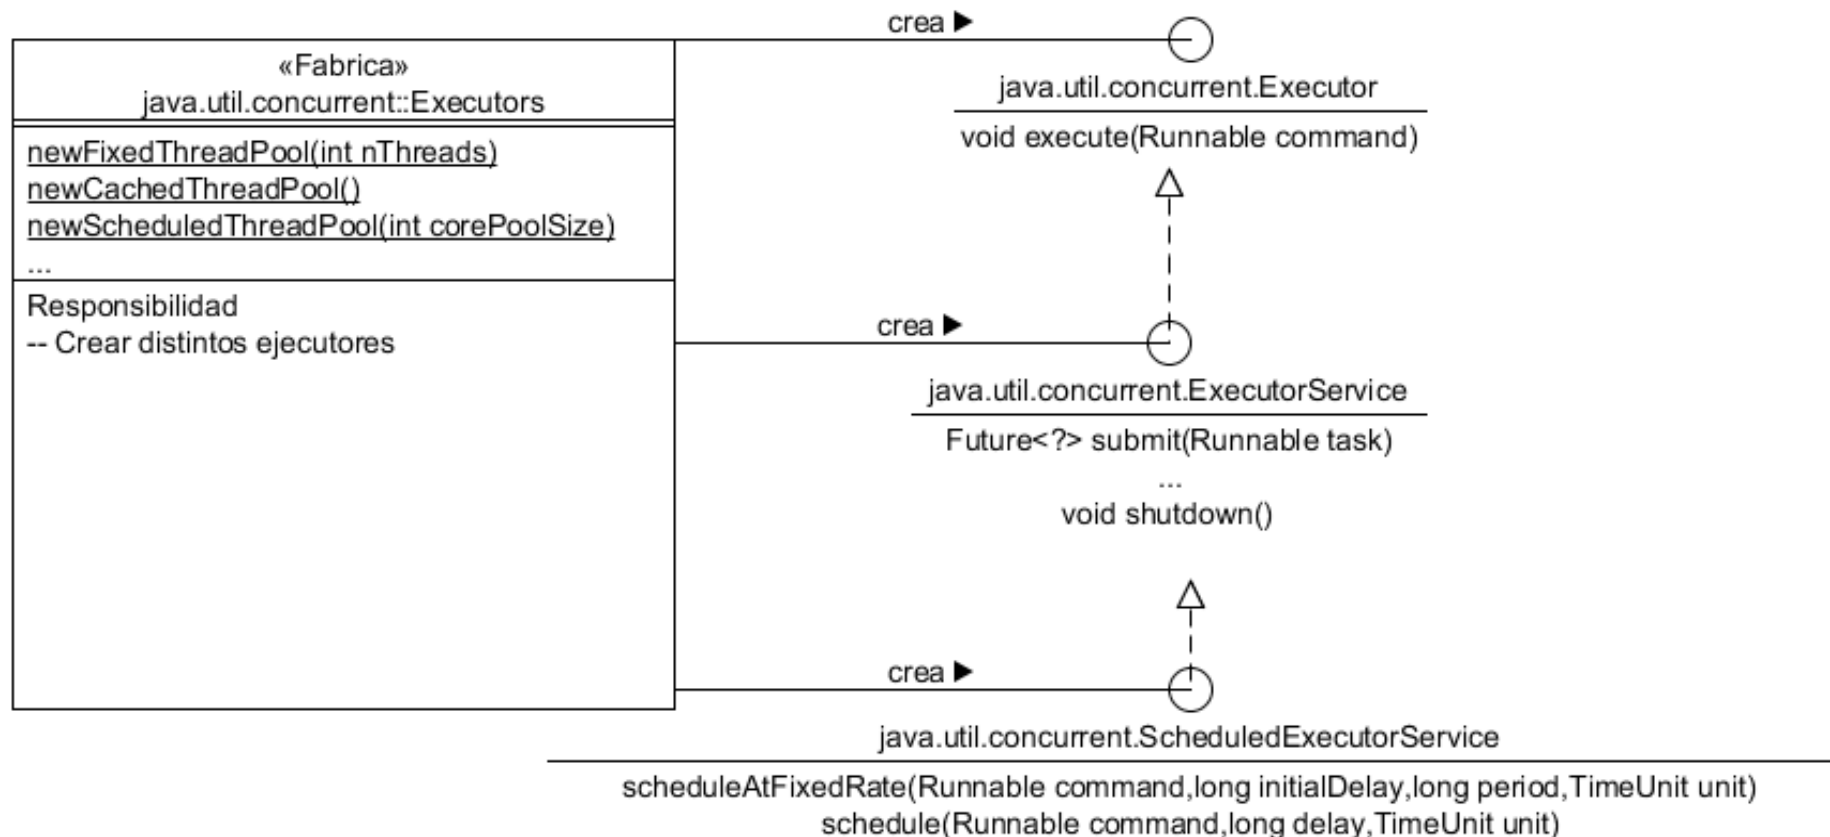 crea ▶
«Fabrica»
java.util.concurrent::Executors
newFixedThreadPool(int nThreads)
newCachedThreadPool()
newScheduledThreadPool(int corePoolSize)
...
Responsibilidad
-- Crear distintos ejecutores
java.util.concurrent.Executor
void execute(Runnable command)
crea ▶
java.util.concurrent.ExecutorService
Future<?> submit(Runnable task)
...
void shutdown()
crea ▶
java.util.concurrent.ScheduledExecutorService
scheduleAtFixedRate(Runnable command,long initialDelay,long period,TimeUnit unit)
schedule(Runnable command,long delay,TimeUnit unit)